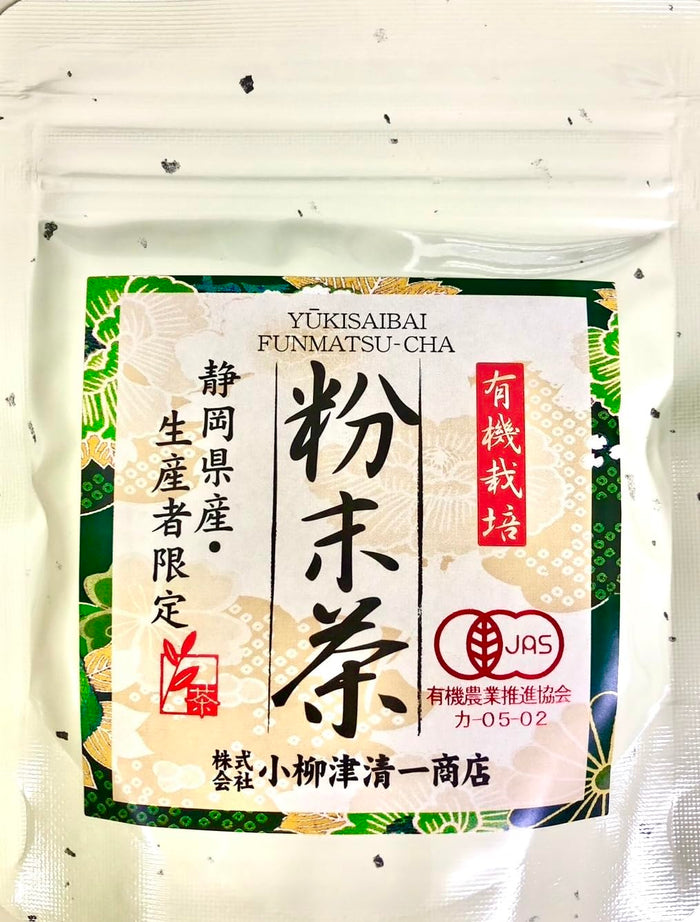 YŪKISAIBAI
FUNMATSU-CHA
有機栽培
粉末茶
静岡県産・
生産者限定
茶
JAS
有機農業推進協会
カ-05-02
株式会社 小柳津清一商店